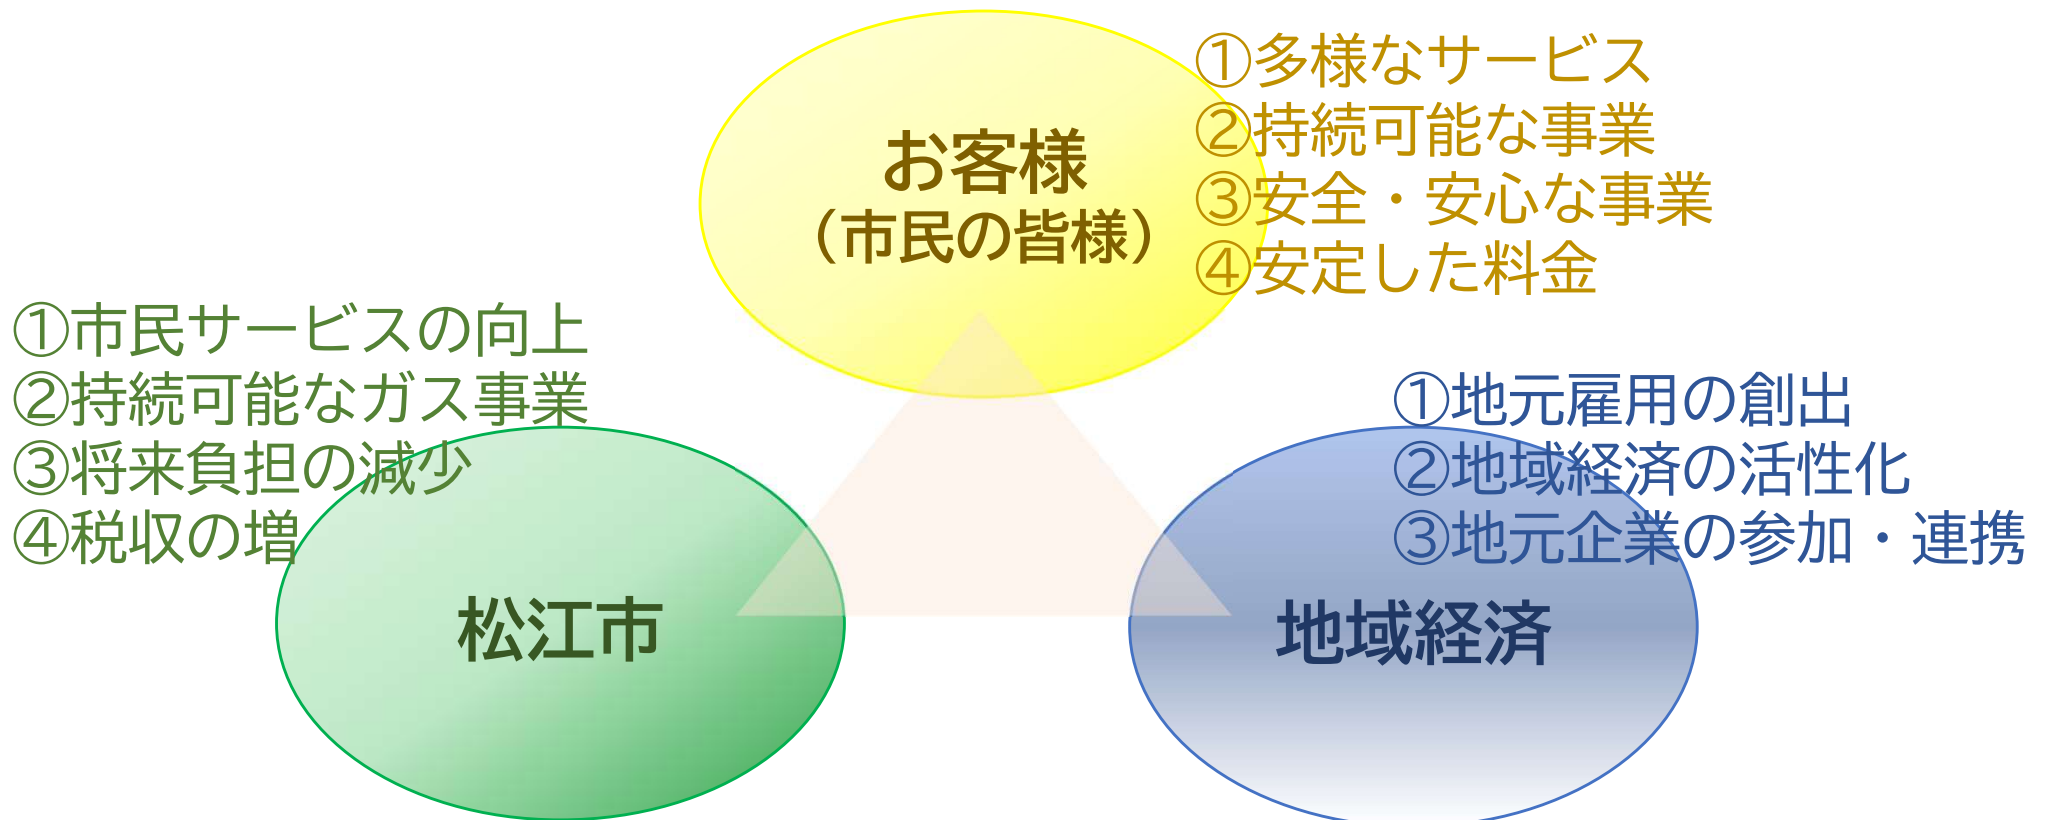 お客様
（市民の皆様）
①多様なサービス
②持続可能な事業
③安全・安心な事業
④安定した料金
①市民サービスの向上
②持続可能なガス事業
③将来負担の減少
④税収の増
松江市
①地元雇用の創出
②地域経済の活性化
③地元企業の参加・連携
地域経済